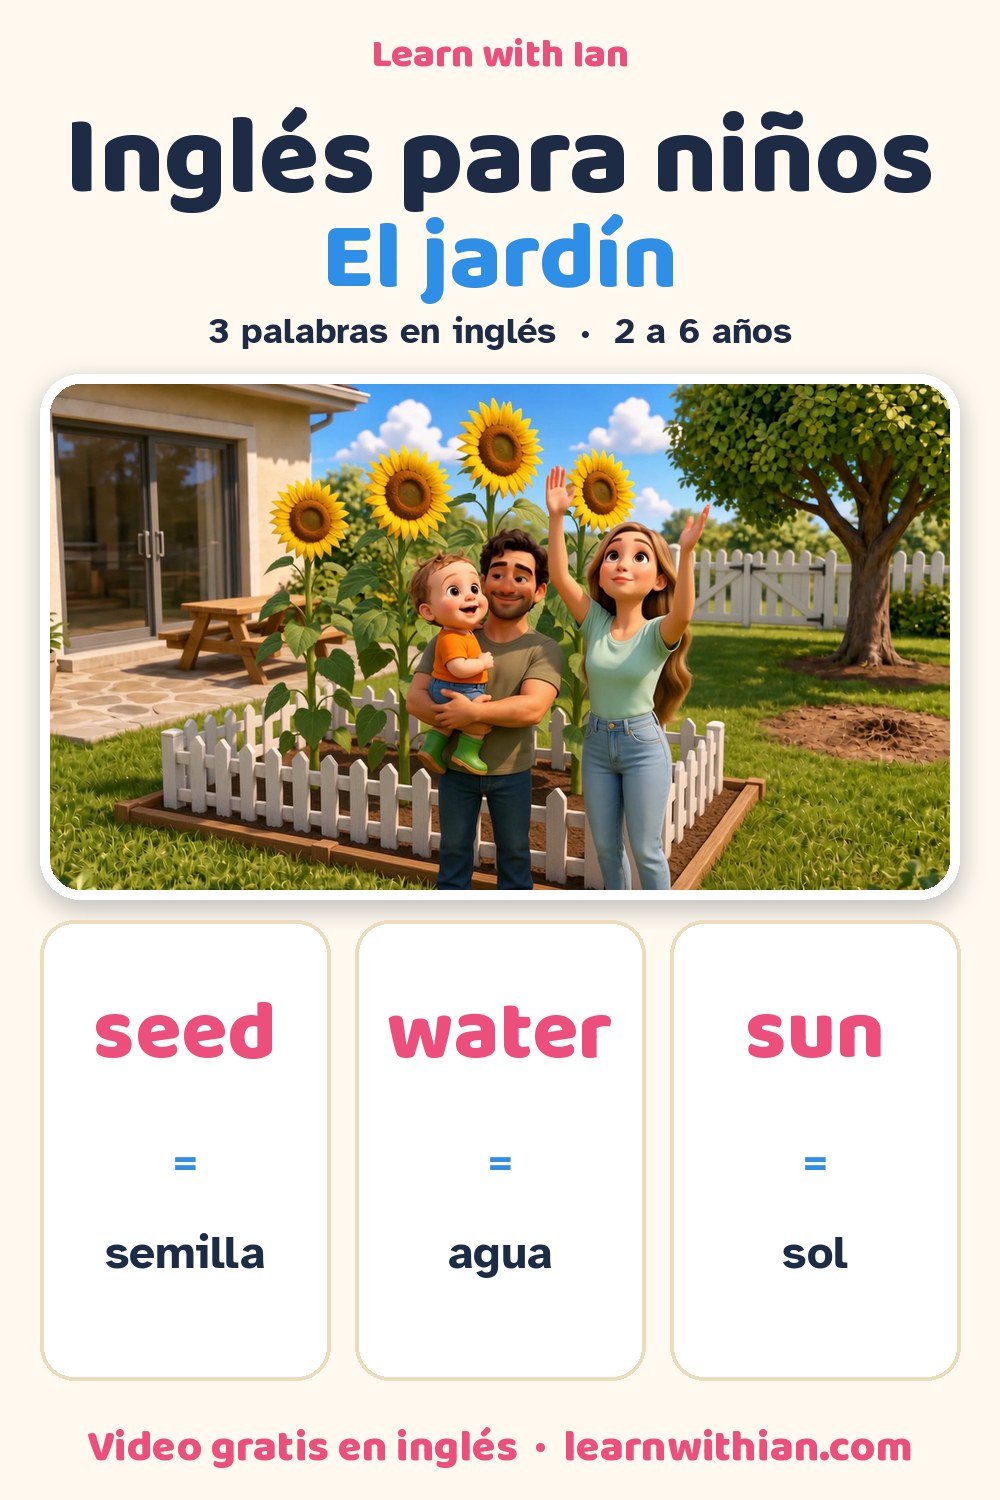 Learn with Ian
Inglés para niños
El jardín
3 palabras en inglés · 2 a 6 años
seed
=
semilla
water
=
agua
sun
=
sol
Video gratis en inglés · learnwithian.com